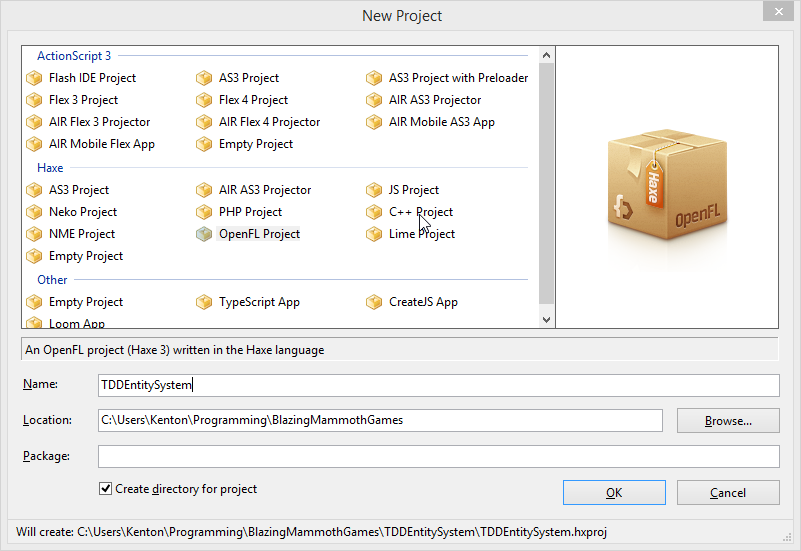 New Project
ActionScript 3
Flash IDE Project AS3 Project AS3 Project with Preloader
Flex 3 Project Flex 4 Project AIR AS3 Projector
AIR Flex 3 Projector AIR Flex 4 Projector AIR Mobile AS3 App
AIR Mobile Flex App Empty Project
Haxe
AS3 Project AIR AS3 Projector JS Project
Neko Project PHP Project C++ Project
NME Project OpenFL Project Lime Project
Empty Project
Other
Empty Project TypeScript App CreateJS App
Loom App
Haxe
OpenFL
An OpenFL project (Haxe 3) written in the Haxe language
Name: TDDEntitySystem
Location: C:\Users\Kenton\Programming\BlazingMammothGames Browse...
Package:
Create directory for project OK Cancel
Will create: C:\Users\Kenton\Programming\BlazingMammothGames\TDDEntitySystem\TDDEntitySystem.hxproj